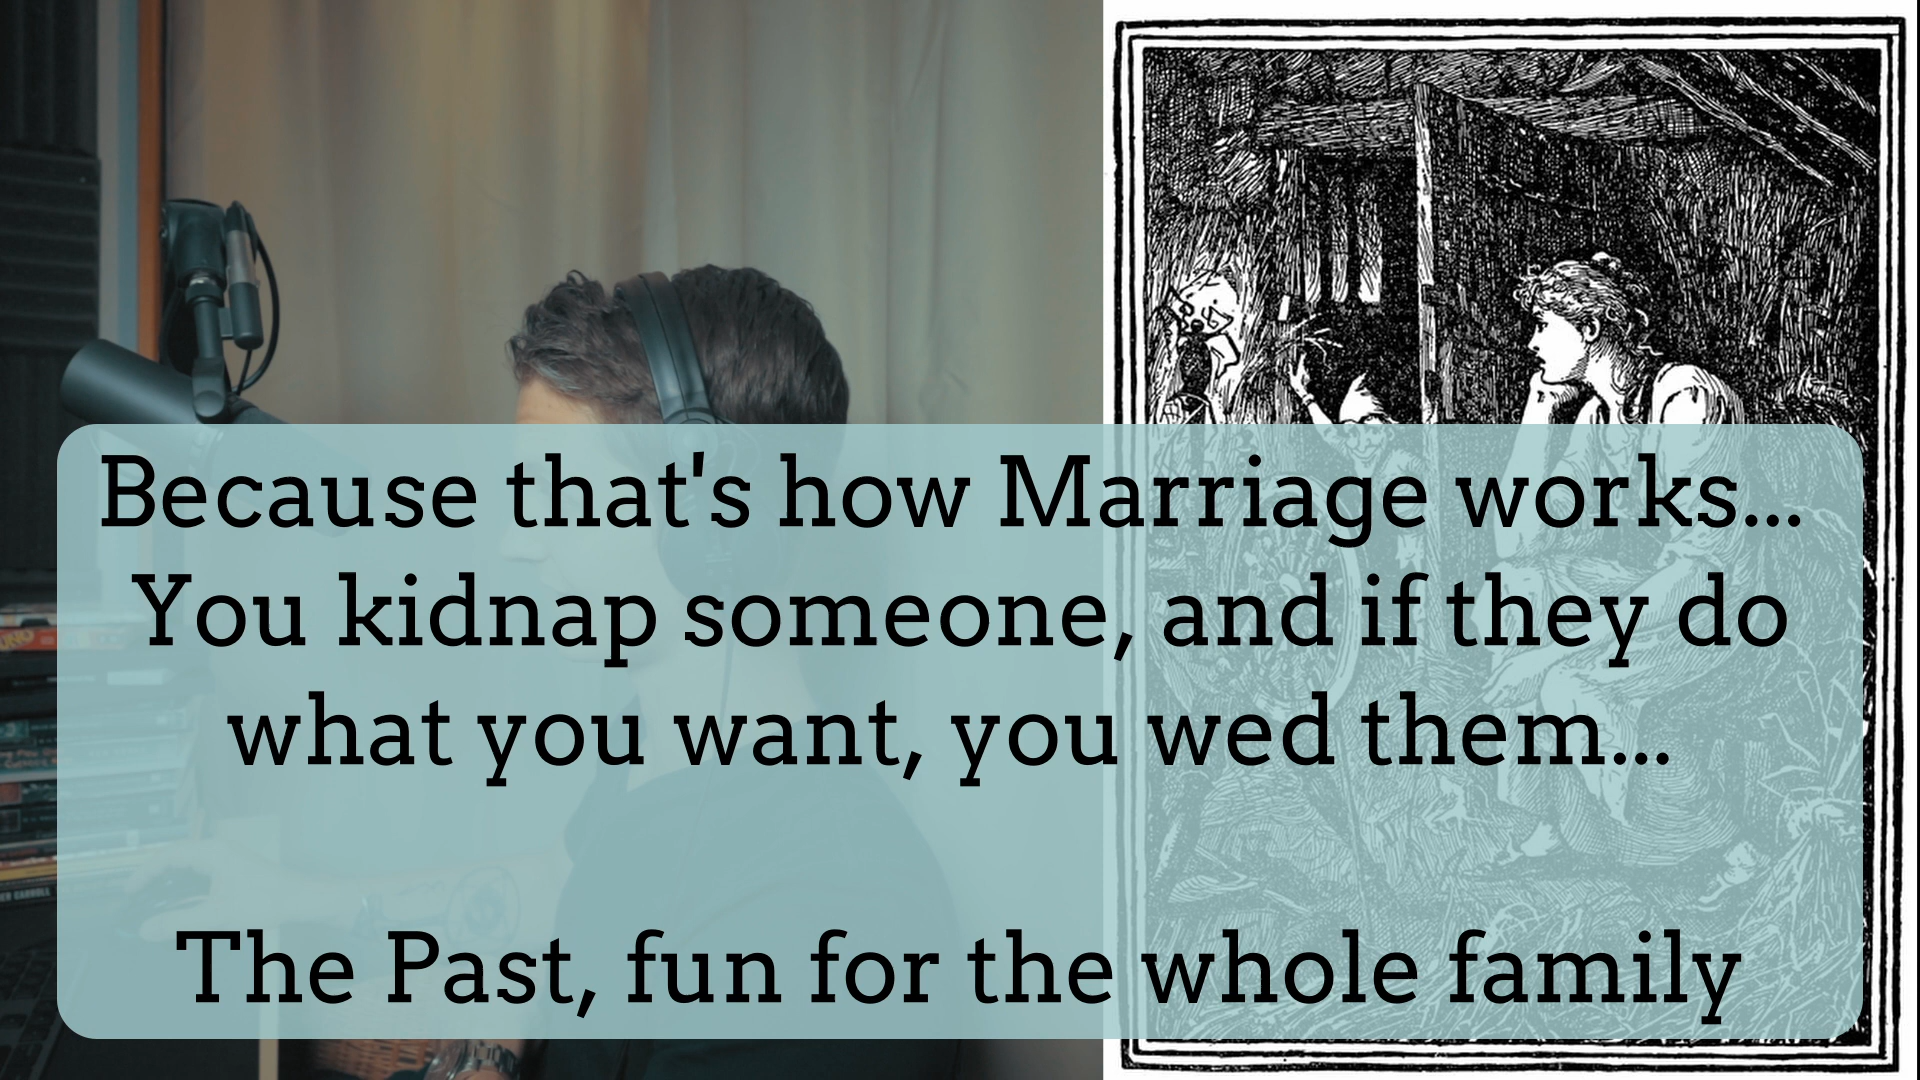 Because that's how Marriage works...
You kidnap someone, and if they do
what you want, you wed them...
The Past, fun for the whole family